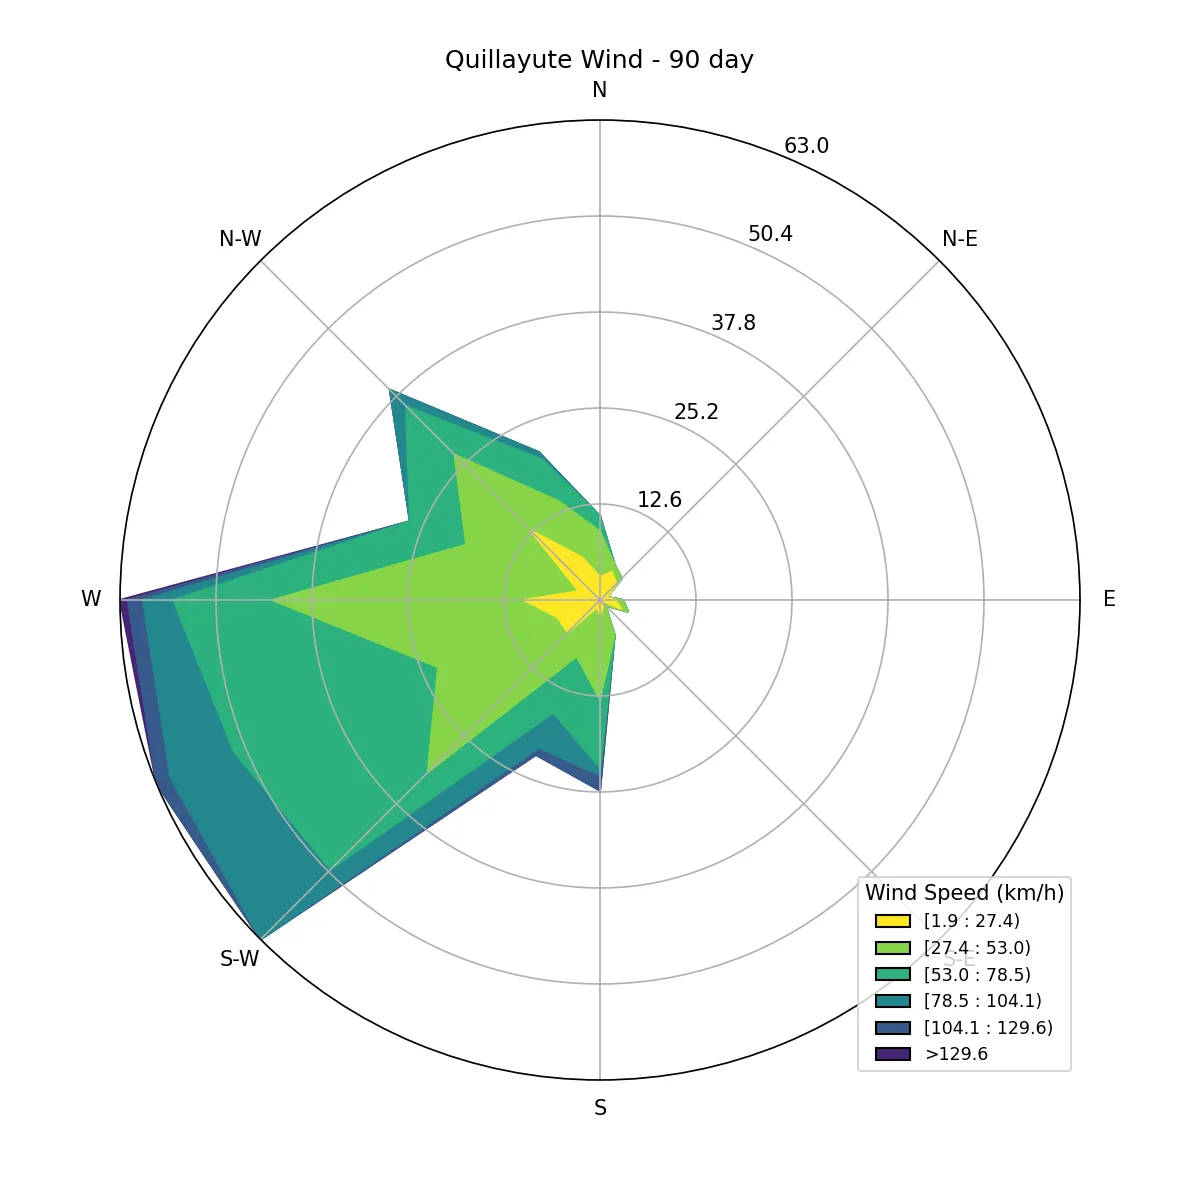 Quillayute Wind - 90 day
N
63.0
50.4
N-W
N-E
37.8
25.2
12.6
W
E
Wind Speed (km/h)
[1.9 : 27.4)
[27.4 : 53.0)
S-W
S-E
[53.0 : 78.5)
[78.5 : 104.1)
[104.1 : 129.6)
>129.6
S